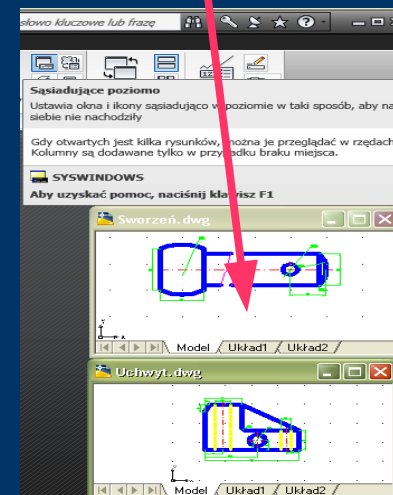 słowo kluczowe lub frazę
Sąsiadujące poziomo
Ustawia okna i ikony sąsiadująco w poziomie w taki sposób, aby na
siebie nie nachodziły
Gdy otwartych jest kilka rysunków, można je przeglądać w rzędach
Kolumny są dodawane tylko w przypadku braku miejsca.
SYSWINDOWS
Aby uzyskać pomoc, naciśnij klawisz F1
Sworzeń.dwg
Model Układ1 Układ2
Uchwyt.dwg
Model Układ1 Układ2